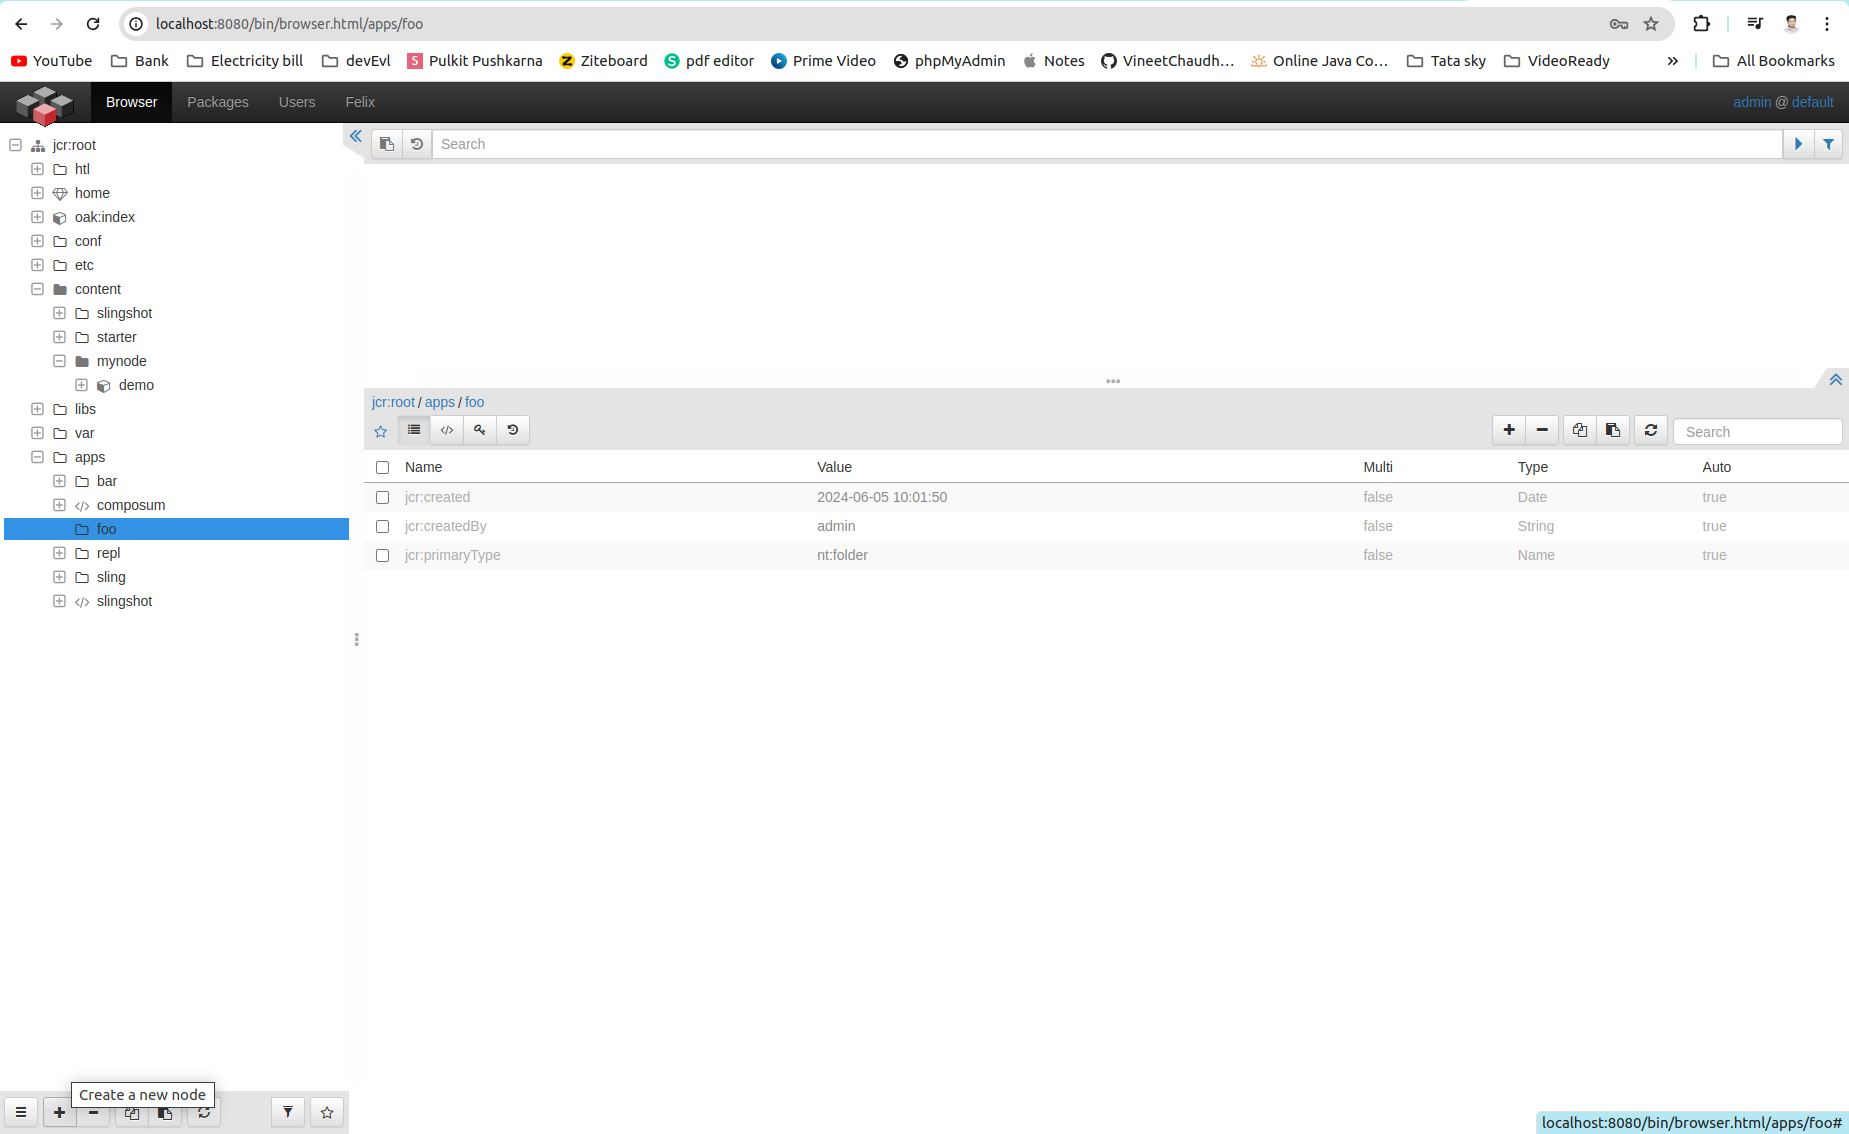 localhost:8080/bin/browser.html/apps/foo
YouTube Bank Electricity bill devEvl S Pulkit Pushkarna Z Ziteboard S pdf editor Prime Video phpMyAdmin Notes VineetChaudh... Online Java Co... Tata sky VideoReady » All Bookmarks
Browser Packages Users Felix admin @ default
jcr:root
htl
home
oak:index
conf
etc
content
slingshot
starter
mynode
demo
libs
var
apps
bar
composum
foo
repl
sling
slingshot
Search
jcr:root / apps / foo
Search
Name Value Multi Type Auto
jcr:created 2024-06-05 10:01:50 false Date true
jcr:createdBy admin false String true
jcr:primaryType nt:folder false Name true
Create a new node
localhost:8080/bin/browser.html/apps/foo#